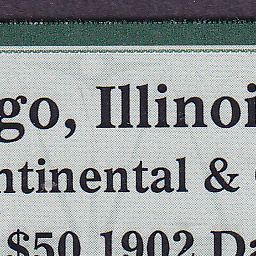 go, Illinoi
ntinental &
$50 1902 Da